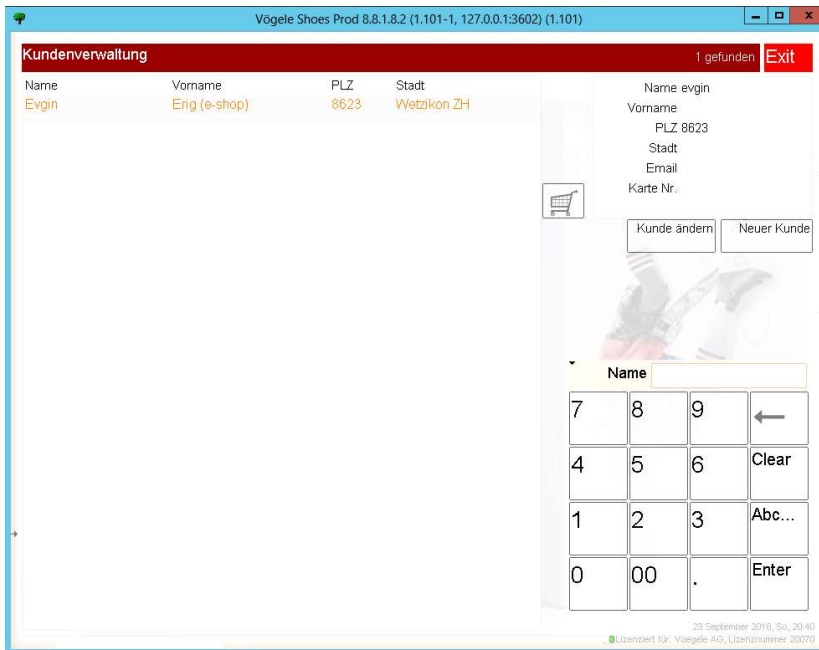 Vögele Shoes Prod 8.8.1.8.2 (1.101-1, 127.0.0.1:3602) (1.101)
Kundenverwaltung 1 gefunden Exit
Name Vorname PLZ Stadt
Evgin Erig (e-shop) 8623 Wetzikon ZH
Name evgin
Vorname
PLZ 8623
Stadt
Email
Karte Nr.
Kunde ändern Neuer Kunde
Name
7 8 9
4 5 6 Clear
1 2 3 Abc...
0 00 . Enter
23 September 2018, So, 20:40
Lizenziert für: Voegele AG, Lizenznummer 20070